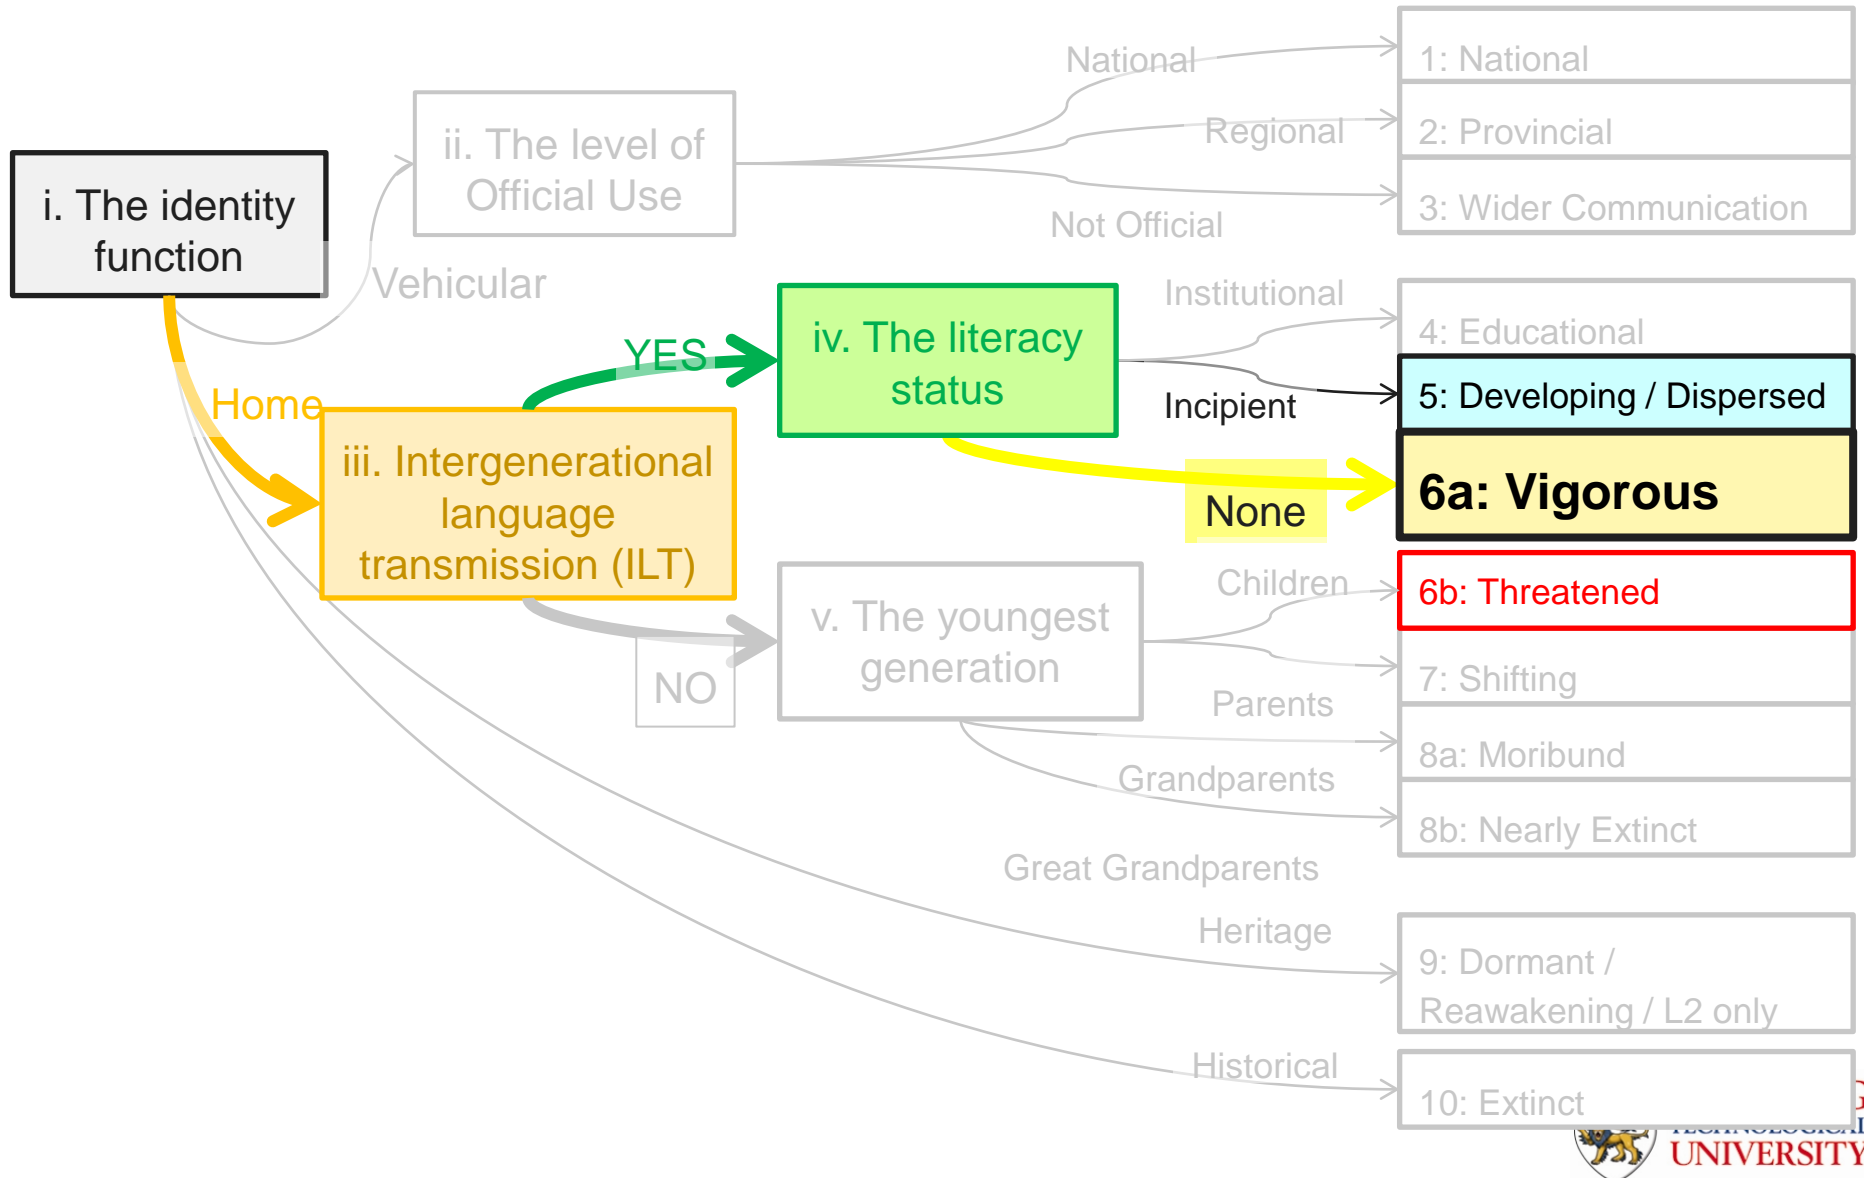 National
1: National
ii. The level of
Official Use
Regional
2: Provincial
i. The identity
function
Not Official
3: Wider Communication
Vehicular
Institutional
4: Educational
YES
iv. The literacy
status
Home
Incipient
5: Developing / Dispersed
iii. Intergenerational
language
transmission (ILT)
None
6a: Vigorous
Children
6b: Threatened
v. The youngest
generation
NO
7: Shifting
Parents
8a: Moribund
Grandparents
8b: Nearly Extinct
Great Grandparents
Heritage
9: Dormant /
Reawakening / L2 only
Historical
10: Extinct
UNIVERSITY